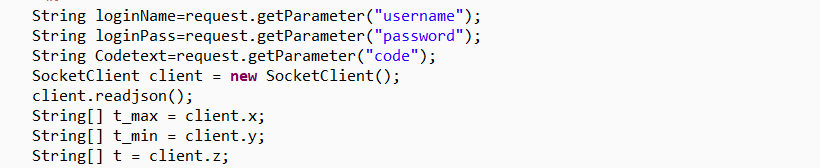 String loginName=request.getParameter("username");
String loginPass=request.getParameter("password");
String Codetext=request.getParameter("code");
SocketClient client = new SocketClient();
client.readjson();
String[] t_max = client.x;
String[] t_min = client.y;
String[] t = client.z;